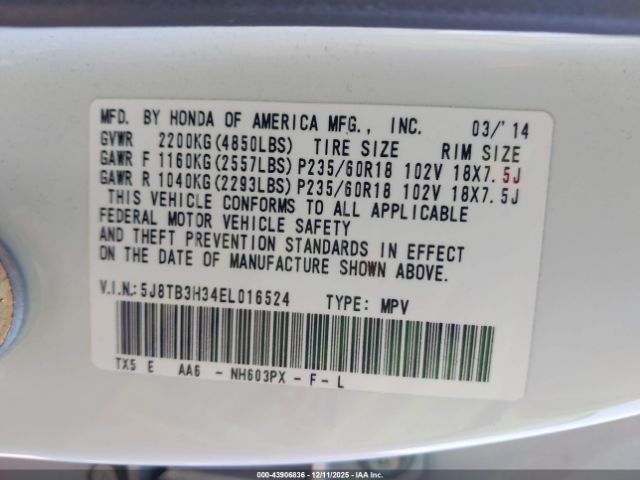 MFD. BY HONDA OF AMERICA MFG., INC. 03/'14
GVWR 2200KG(4850LBS) TIRE SIZE RIM SIZE
GAWR F 1160KG(2557LBS)P235/60R18 102V 18X7.5J
GAWR R 1040KG(2293LBS)P235/60R18 102V 18X7.5J
THIS VEHICLE CONFORMS TO ALL APPLICABLE
FEDERAL MOTOR VEHICLE SAFETY
AND THEFT PREVENTION STANDARDS IN EFFECT
ON THE DATE OF MANUFACTURE SHOWN ABOVE.
V.I.N.:5J8TB3H34EL016524 TYPE: MPV
TX5 E AA6 - NH603PX - F - L
© 43906836 - 12/11/2025 - IAA Inc.